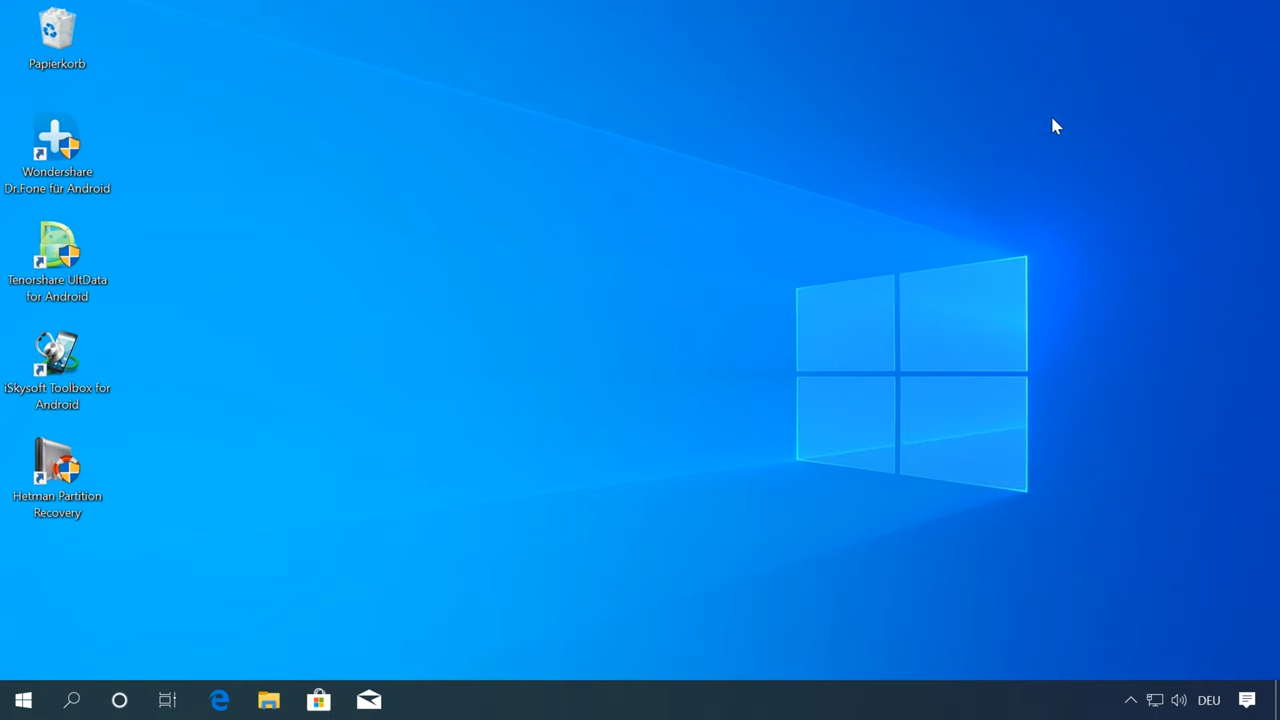 Papierkorb
Wondershare
Dr.Fone für Android
Tenorshare UltData
for Android
iSkysoft Toolbox for
Android
Hetman Partition
Recovery
DEU